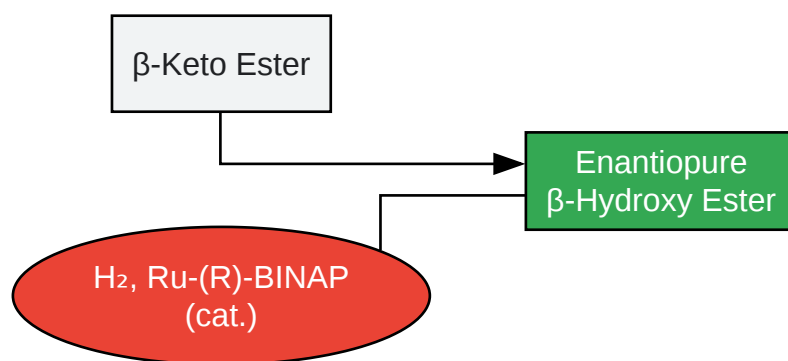 β-Keto Ester
Enantiopure
β-Hydroxy Ester
H₂, Ru-(R)-BINAP
(cat.)